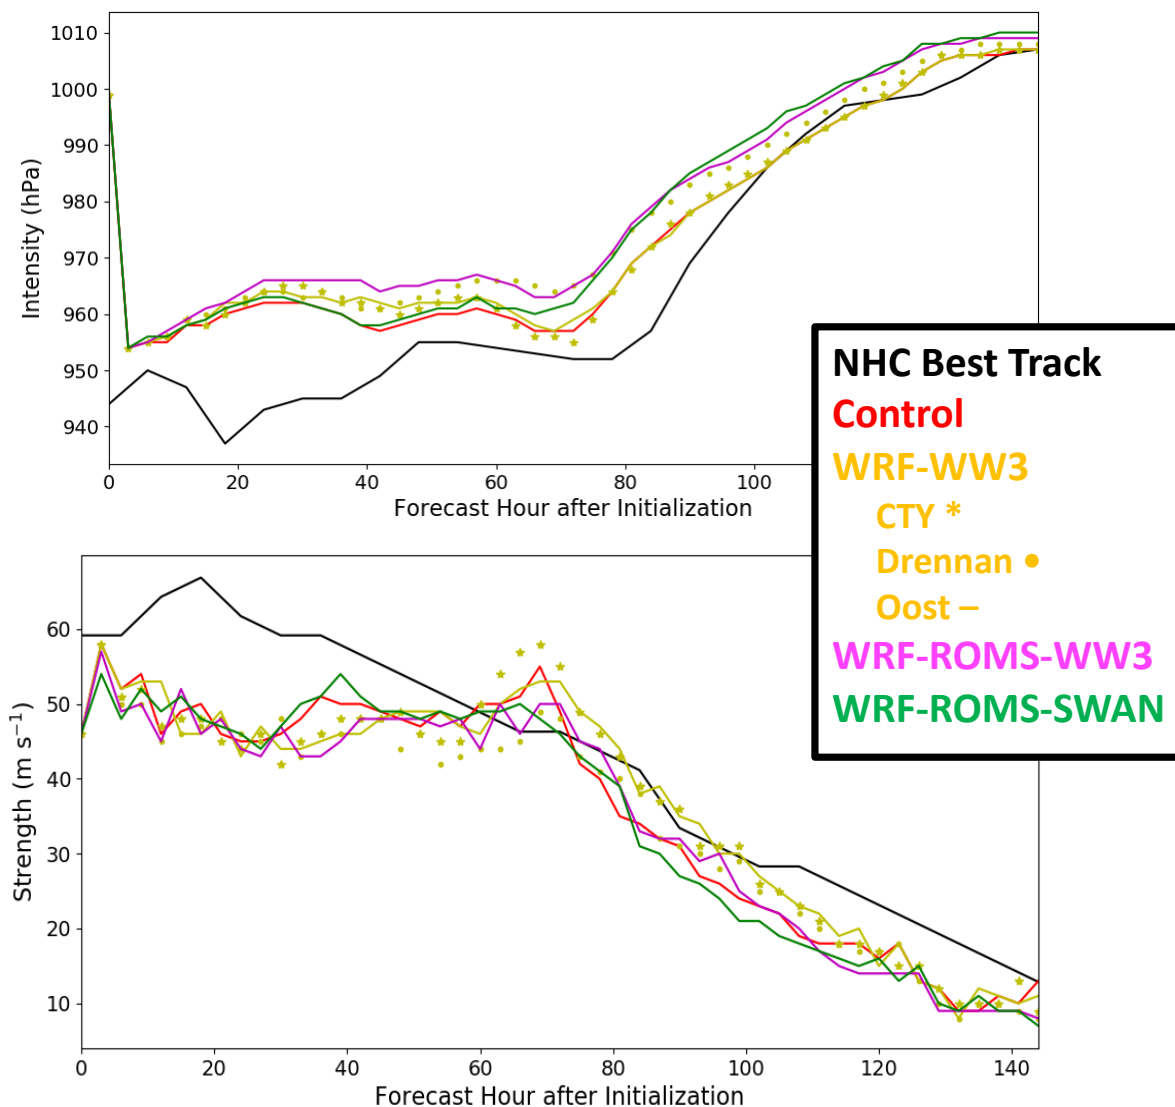 1010
1000
990
980
970
960
950
940
Intensity (hPa)
0 20 40 60 80 100
Forecast Hour after Initialization
NHC Best Track
Control
WRF-WW3
CTY *
Drennan •
Oost –
WRF-ROMS-WW3
WRF-ROMS-SWAN
60
50
40
30
20
10
Strength (m s⁻¹)
0 20 40 60 80 100 120 140
Forecast Hour after Initialization